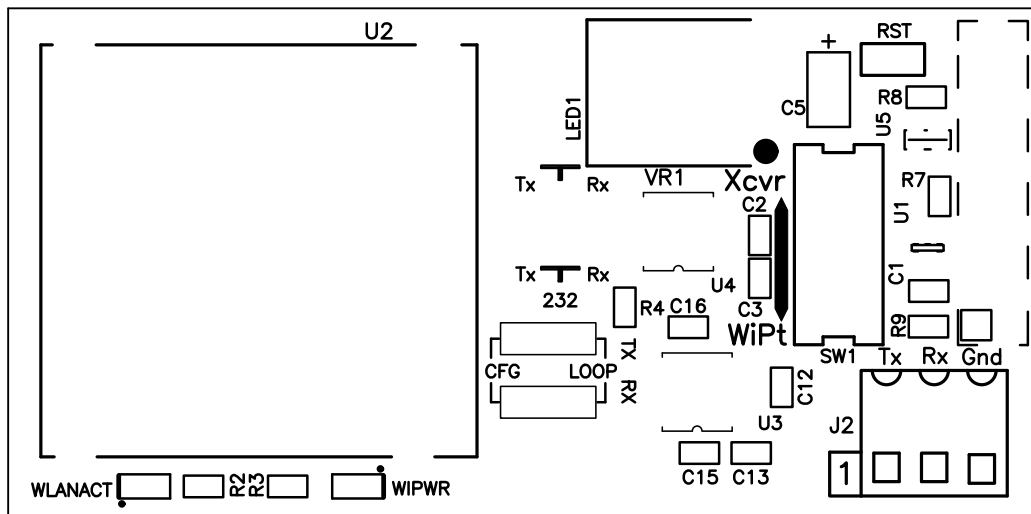 U2
RST
+
C5
R8
U5
LED1
Tx
Rx
VR1
Xcvr
R7
U1
C2
Tx
Rx
232
R4
U4
C16
C3
WiPt
C1
R9
SW1
Tx
Rx
Gnd
CFG
LOOP
TX
RX
C12
U3
J2
1
C15
C13
WLANACT
R2
R3
WIPWR